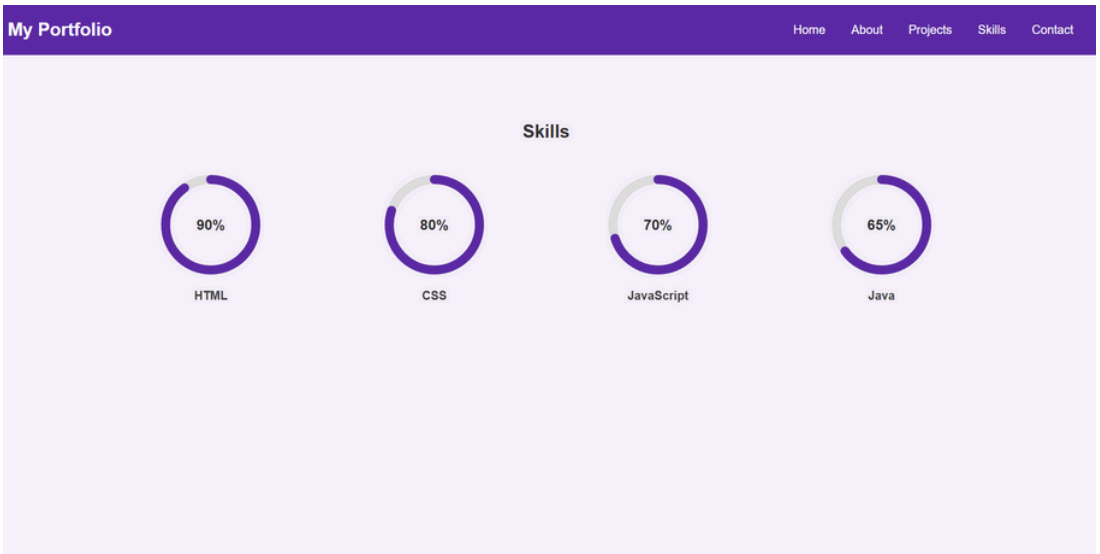 My Portfolio
Home About Projects Skills Contact
Skills
90% 80% 70% 65%
HTML CSS JavaScript Java